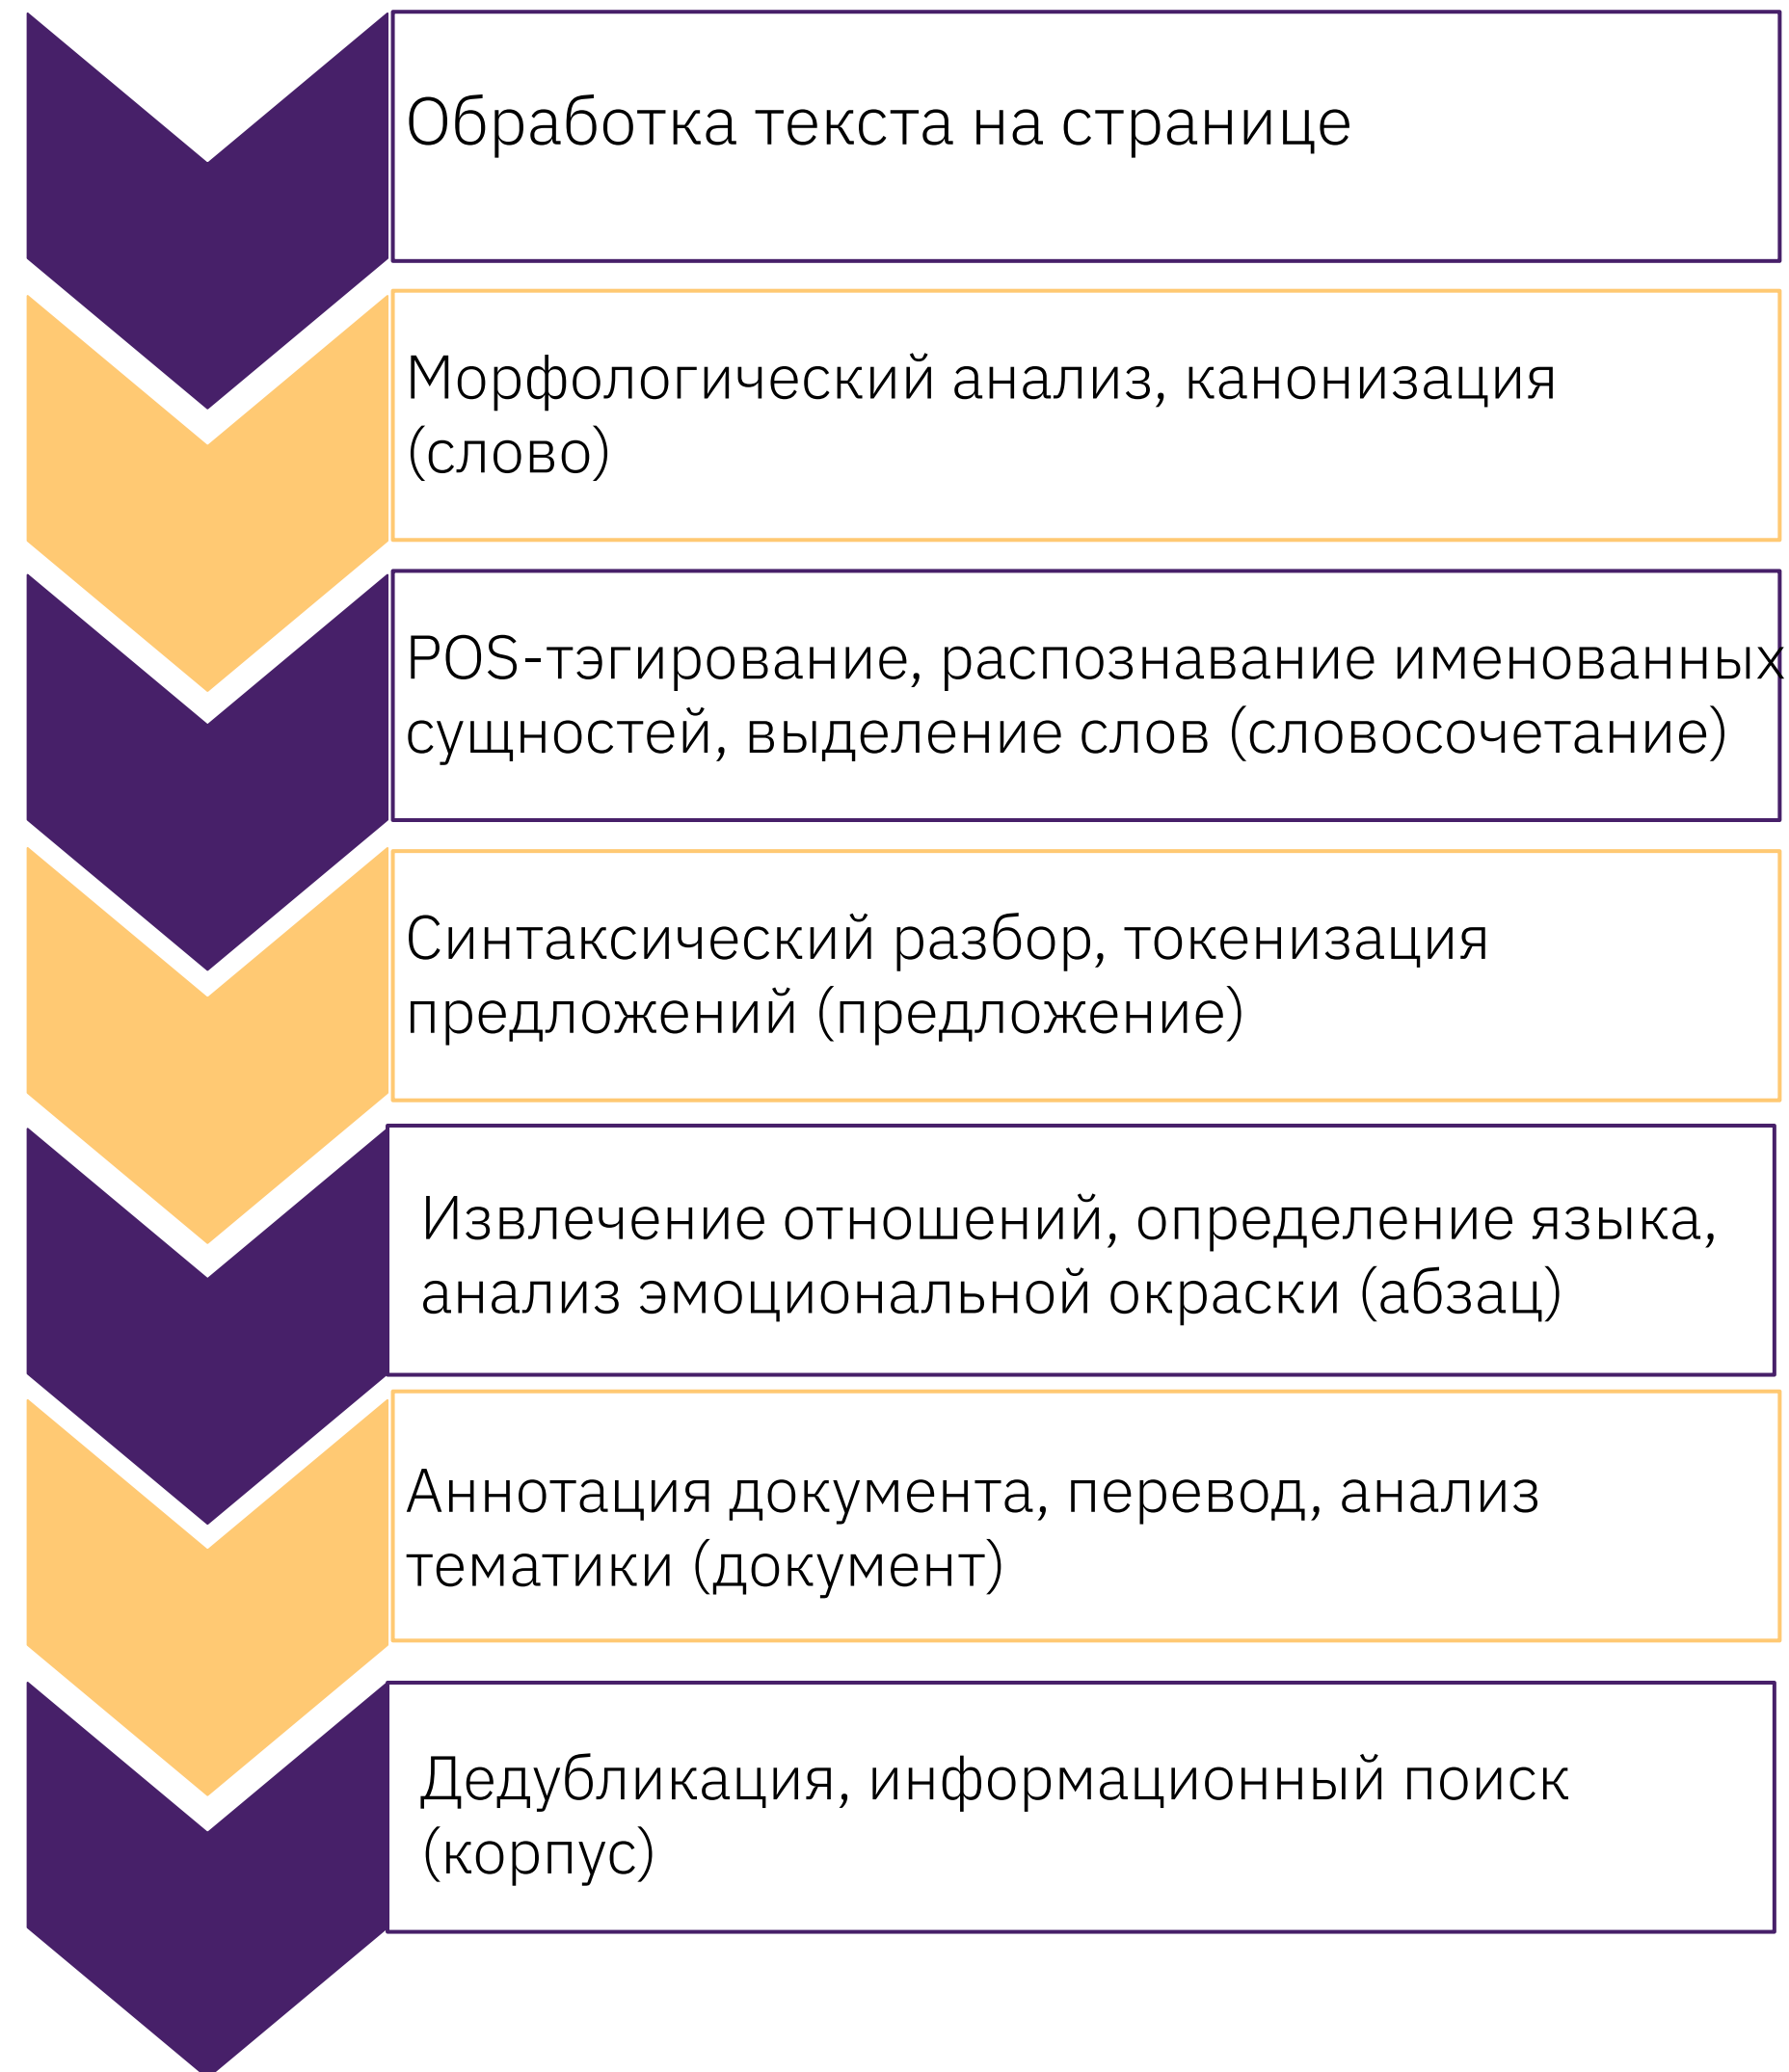 Обработка текста на странице
Морфологический анализ, канонизация
(слово)
POS-тэгирование, распознавание именованных
сущностей, выделение слов (словосочетание)
Синтаксический разбор, токенизация
предложений (предложение)
Извлечение отношений, определение языка,
анализ эмоциональной окраски (абзац)
Аннотация документа, перевод, анализ
тематики (документ)
Дедубликация, информационный поиск
(корпус)